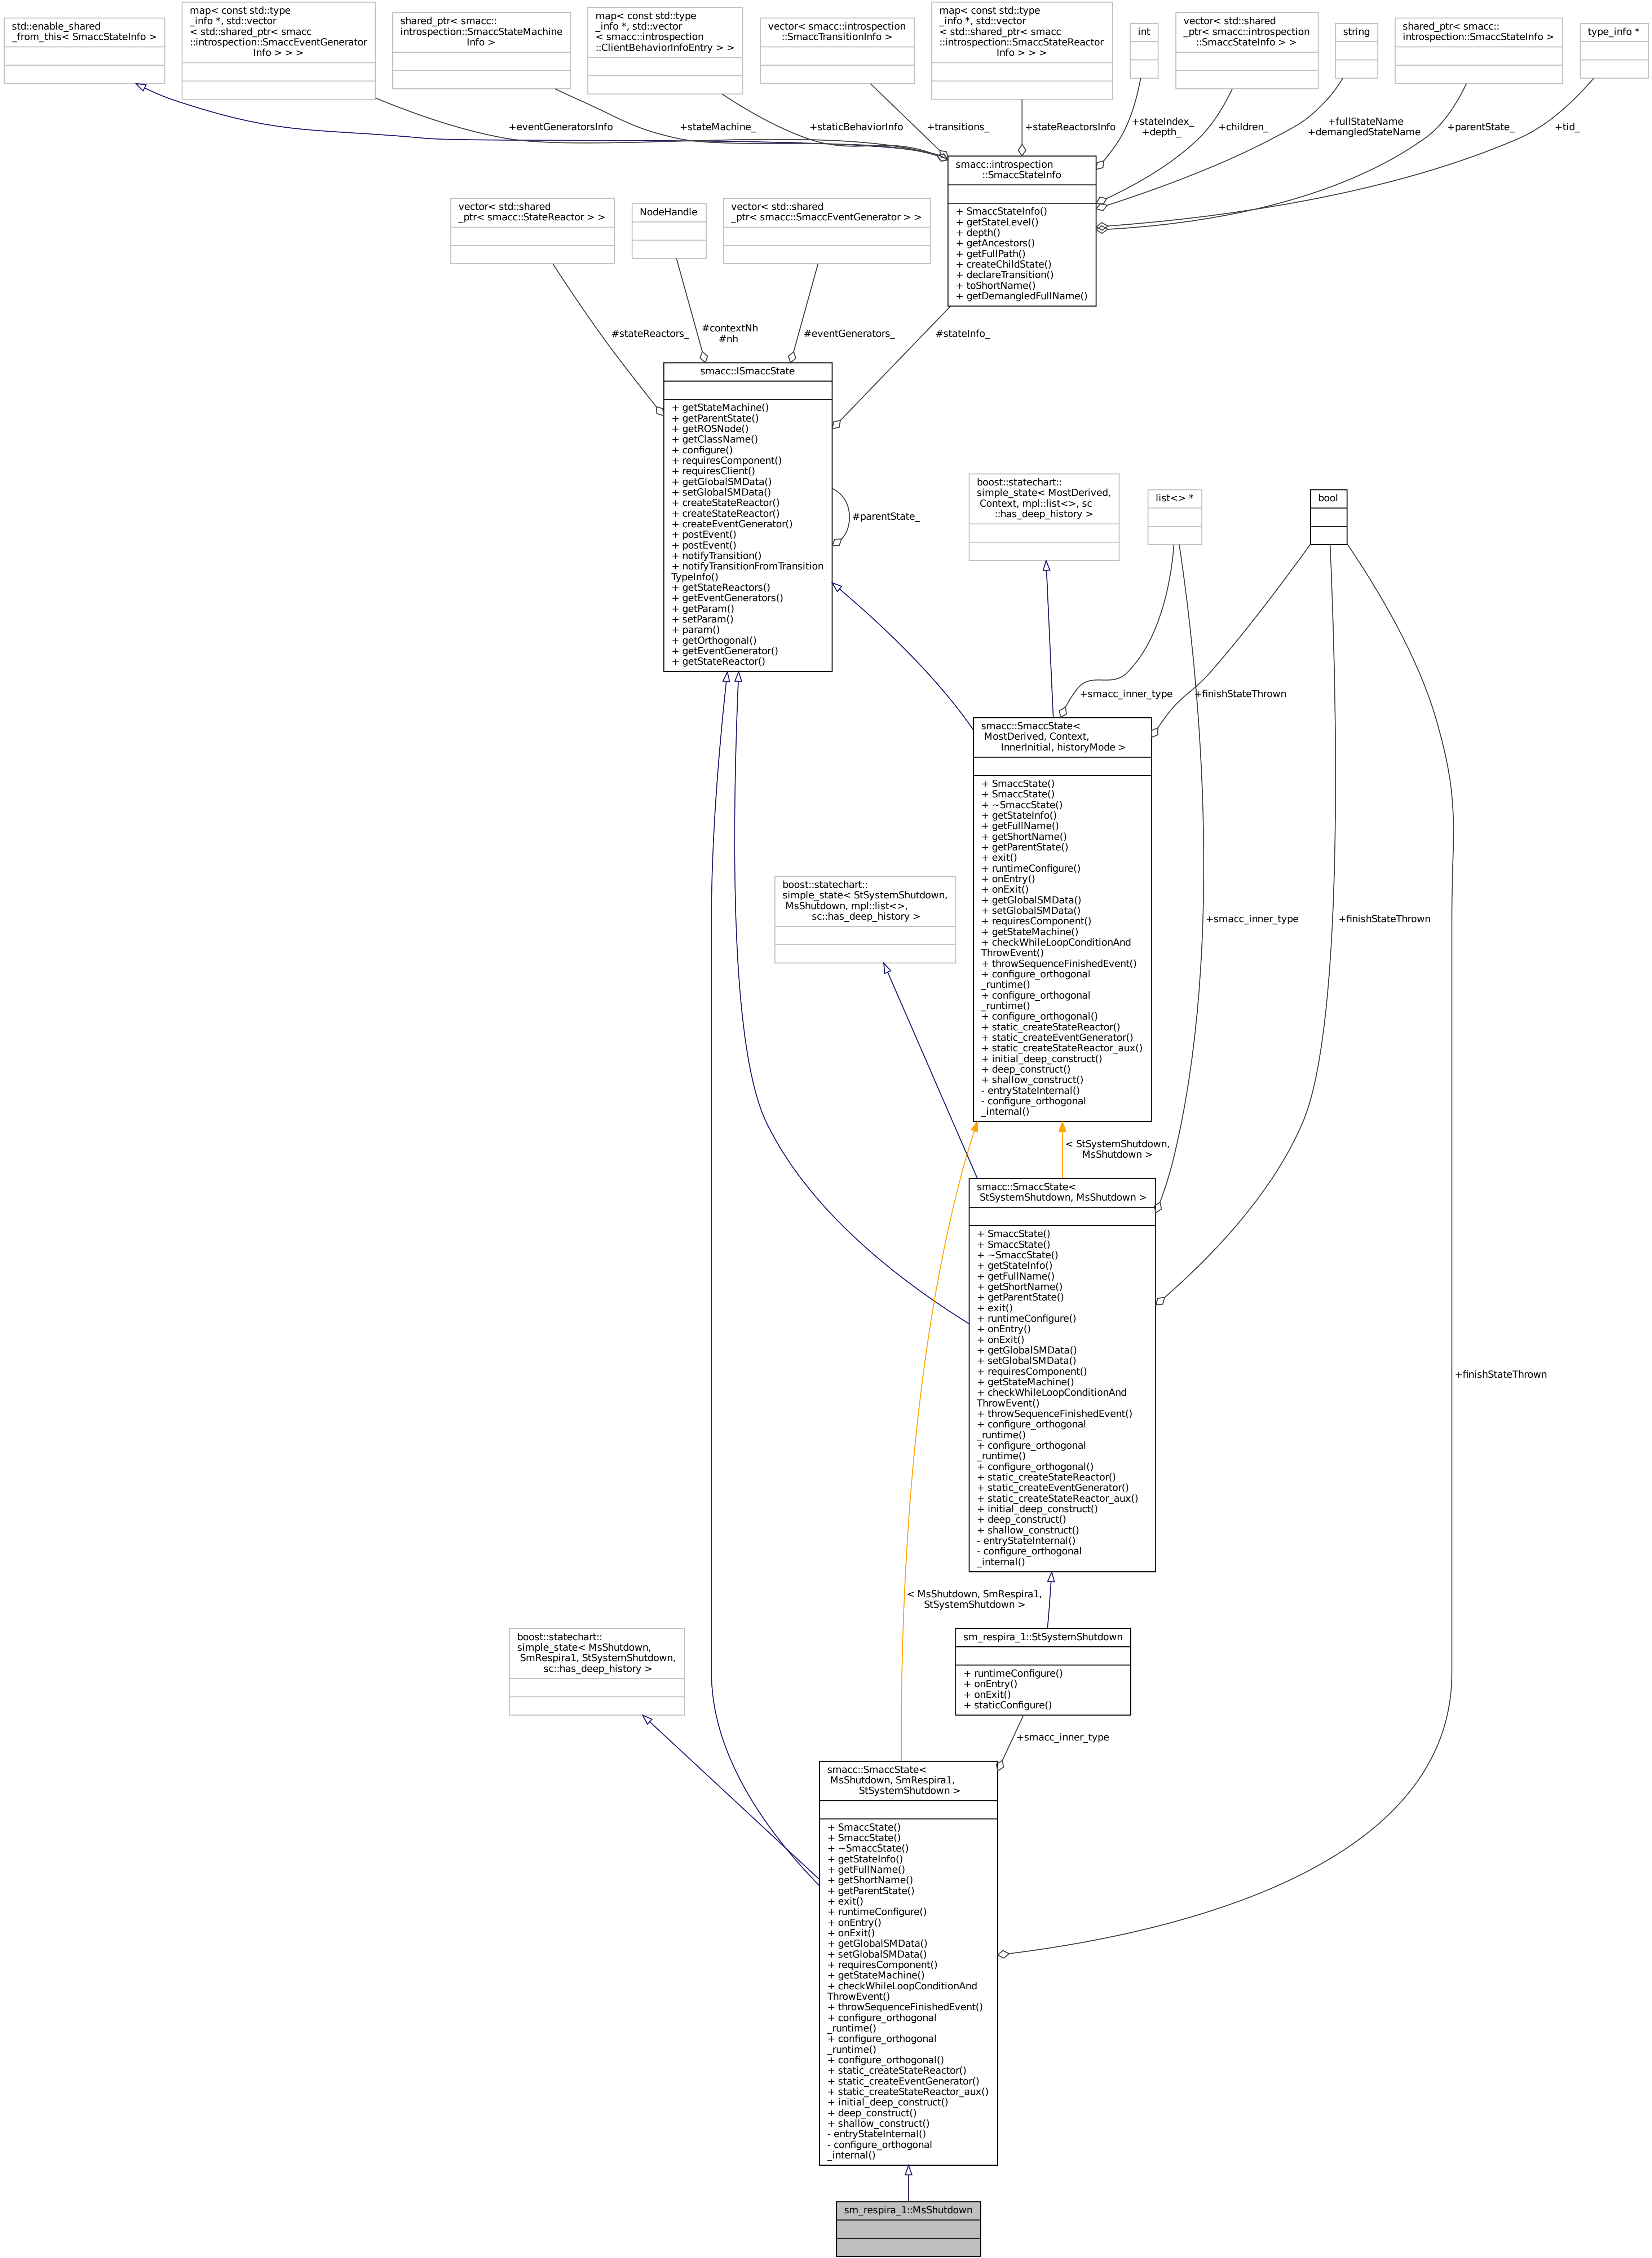 std::enable_shared
_from_this< SmaccStateInfo >
map< const std::type
_info *, std::vector
< std::shared_ptr< smacc
::introspection::SmaccEventGenerator
Info > > >
shared_ptr< smacc::
introspection::SmaccStateMachine
Info >
map< const std::type
_info *, std::vector
< smacc::introspection
::ClientBehaviorInfoEntry > >
vector< smacc::introspection
::SmaccTransitionInfo >
map< const std::type
_info *, std::vector
< std::shared_ptr< smacc
::introspection::SmaccStateReactor
Info > > >
int
vector< std::shared
_ptr< smacc::introspection
::SmaccStateInfo > >
string
shared_ptr< smacc::
introspection::SmaccStateInfo >
type_info *
+eventGeneratorsInfo
+stateMachine_
+staticBehaviorInfo
+transitions_
+stateReactorsInfo
+stateIndex_
+depth_
+children_
+fullStateName
+demangledStateName
+parentState_
+tid_
smacc::introspection
::SmaccStateInfo
+ SmaccStateInfo()
+ getStateLevel()
+ depth()
+ getAncestors()
+ getFullPath()
+ createChildState()
+ declareTransition()
+ toShortName()
+ getDemangledFullName()
vector< std::shared
_ptr< smacc::StateReactor > >
NodeHandle
vector< std::shared
_ptr< smacc::SmaccEventGenerator > >
#stateReactors_
#contextNh
#nh
#eventGenerators_
#stateInfo_
smacc::ISmaccState
+ getStateMachine()
+ getParentState()
+ getROSNode()
+ getClassName()
+ configure()
+ requiresComponent()
+ requiresClient()
+ getGlobalSMData()
+ setGlobalSMData()
+ createStateReactor()
+ createStateReactor()
+ createEventGenerator()
+ postEvent()
+ postEvent()
+ notifyTransition()
+ notifyTransitionFromTransition
TypeInfo()
+ getStateReactors()
+ getEventGenerators()
+ getParam()
+ setParam()
+ param()
+ getOrthogonal()
+ getEventGenerator()
+ getStateReactor()
#parentState_
boost::statechart::
simple_state< MostDerived,
Context, mpl::list<>, sc
::has_deep_history >
list<> *
bool
+smacc_inner_type
+finishStateThrown
smacc::SmaccState<
MostDerived, Context,
InnerInitial, historyMode >
+ SmaccState()
+ SmaccState()
+ ~SmaccState()
+ getStateInfo()
+ getFullName()
+ getShortName()
+ getParentState()
+ exit()
+ runtimeConfigure()
+ onEntry()
+ onExit()
+ getGlobalSMData()
+ setGlobalSMData()
+ requiresComponent()
+ getStateMachine()
+ checkWhileLoopConditionAnd
ThrowEvent()
+ throwSequenceFinishedEvent()
+ configure_orthogonal
_runtime()
+ configure_orthogonal
_runtime()
+ configure_orthogonal()
+ static_createStateReactor()
+ static_createEventGenerator()
+ static_createStateReactor_aux()
+ initial_deep_construct()
+ deep_construct()
+ shallow_construct()
- entryStateInternal()
- configure_orthogonal
_internal()
boost::statechart::
simple_state< StSystemShutdown,
MsShutdown, mpl::list<>,
sc::has_deep_history >
+smacc_inner_type
+finishStateThrown
< StSystemShutdown,
MsShutdown >
smacc::SmaccState<
StSystemShutdown, MsShutdown >
+ SmaccState()
+ SmaccState()
+ ~SmaccState()
+ getStateInfo()
+ getFullName()
+ getShortName()
+ getParentState()
+ exit()
+ runtimeConfigure()
+ onEntry()
+ onExit()
+ getGlobalSMData()
+ setGlobalSMData()
+ requiresComponent()
+ getStateMachine()
+ checkWhileLoopConditionAnd
ThrowEvent()
+ throwSequenceFinishedEvent()
+ configure_orthogonal
_runtime()
+ configure_orthogonal
_runtime()
+ configure_orthogonal()
+ static_createStateReactor()
+ static_createEventGenerator()
+ static_createStateReactor_aux()
+ initial_deep_construct()
+ deep_construct()
+ shallow_construct()
- entryStateInternal()
- configure_orthogonal
_internal()
+finishStateThrown
< MsShutdown, SmRespira1,
StSystemShutdown >
boost::statechart::
simple_state< MsShutdown,
SmRespira1, StSystemShutdown,
sc::has_deep_history >
sm_respira_1::StSystemShutdown
+ runtimeConfigure()
+ onEntry()
+ onExit()
+ staticConfigure()
+smacc_inner_type
smacc::SmaccState<
MsShutdown, SmRespira1,
StSystemShutdown >
+ SmaccState()
+ SmaccState()
+ ~SmaccState()
+ getStateInfo()
+ getFullName()
+ getShortName()
+ getParentState()
+ exit()
+ runtimeConfigure()
+ onEntry()
+ onExit()
+ getGlobalSMData()
+ setGlobalSMData()
+ requiresComponent()
+ getStateMachine()
+ checkWhileLoopConditionAnd
ThrowEvent()
+ throwSequenceFinishedEvent()
+ configure_orthogonal
_runtime()
+ configure_orthogonal
_runtime()
+ configure_orthogonal()
+ static_createStateReactor()
+ static_createEventGenerator()
+ static_createStateReactor_aux()
+ initial_deep_construct()
+ deep_construct()
+ shallow_construct()
- entryStateInternal()
- configure_orthogonal
_internal()
sm_respira_1::MsShutdown